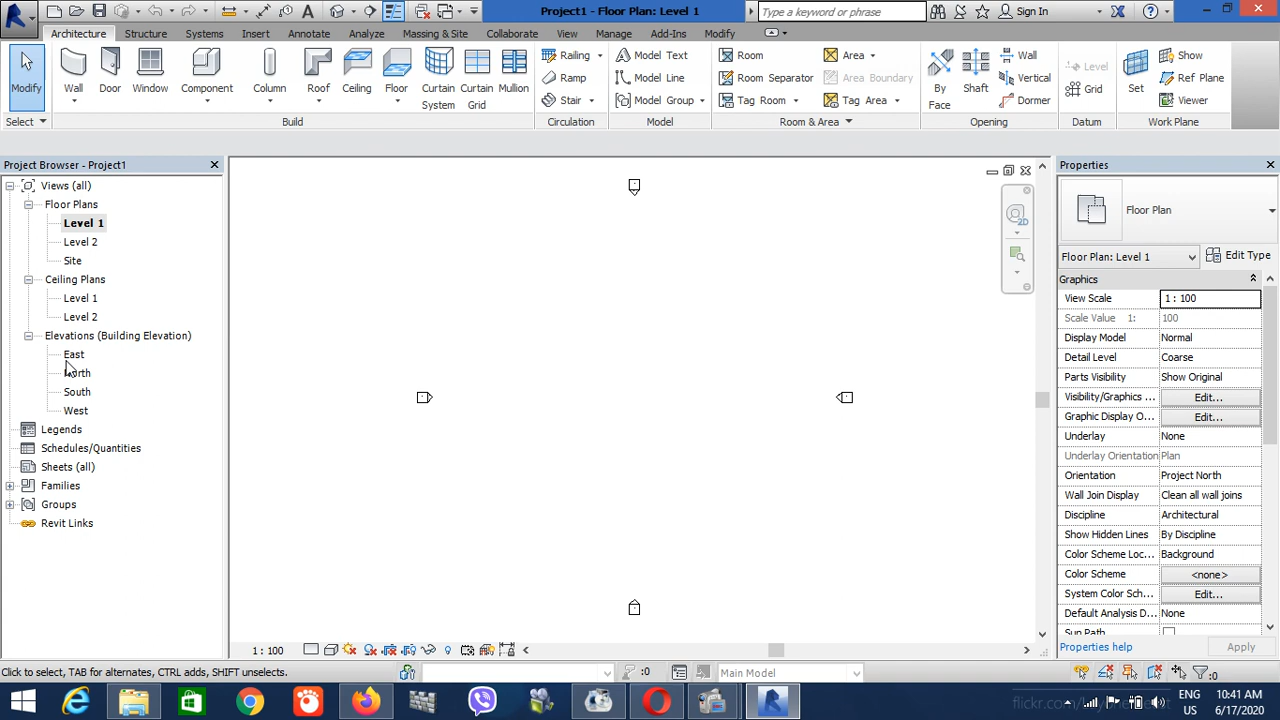 Project1 - Floor Plan: Level 1
Type a keyword or phrase
Sign In
Architecture Structure Systems Insert Annotate Analyze Massing & Site Collaborate View Manage Add-Ins Modify
Modify
Wall
Door
Window
Component
Column
Roof
Ceiling
Floor
Curtain System
Curtain Grid
Mullion
Railing
Ramp
Stair
Model Text
Model Line
Model Group
Room
Room Separator
Tag Room
Area
Area Boundary
Tag Area
By Face
Shaft
Wall
Vertical
Dormer
Level
Grid
Set
Show
Ref Plane
Viewer
Select
Build
Circulation
Model
Room & Area
Opening
Datum
Work Plane
Project Browser - Project1
Views (all)
Floor Plans
Level 1
Level 2
Site
Ceiling Plans
Level 1
Level 2
Elevations (Building Elevation)
East
North
South
West
Legends
Schedules/Quantities
Sheets (all)
Families
Groups
Revit Links
2D
Properties
Floor Plan
Floor Plan: Level 1 Edit Type
Graphics
View Scale 1 : 100
Scale Value 1: 100
Display Model Normal
Detail Level Coarse
Parts Visibility Show Original
Visibility/Graphics ... Edit...
Graphic Display O... Edit...
Underlay None
Underlay Orientation Plan
Orientation Project North
Wall Join Display Clean all wall joins
Discipline Architectural
Show Hidden Lines By Discipline
Color Scheme Loc... Background
Color Scheme <none>
System Color Sch... Edit...
Default Analysis D... None
Sun Path
Properties help Apply
1 : 100
Click to select, TAB for alternates, CTRL adds, SHIFT unselects.
:0
Main Model
:0
ENG
US
10:41 AM
6/17/2020